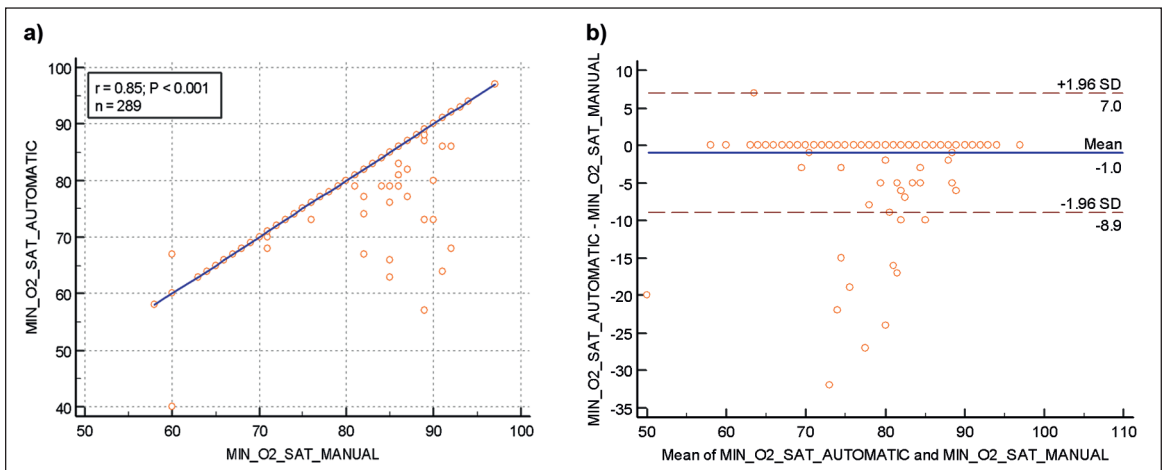 a)
r = 0.85; P < 0.001
n = 289
MIN_O2_SAT_AUTOMATIC
100
90
80
70
60
50
40
50 60 70 80 90 100
MIN_O2_SAT_MANUAL
b)
MIN_O2_SAT_AUTOMATIC - MIN_O2_SAT_MANUAL
10
5
0
-5
-10
-15
-20
-25
-30
-35
+1.96 SD
7.0
Mean
-1.0
-1.96 SD
-8.9
50 60 70 80 90 100 110
Mean of MIN_O2_SAT_AUTOMATIC and MIN_O2_SAT_MANUAL